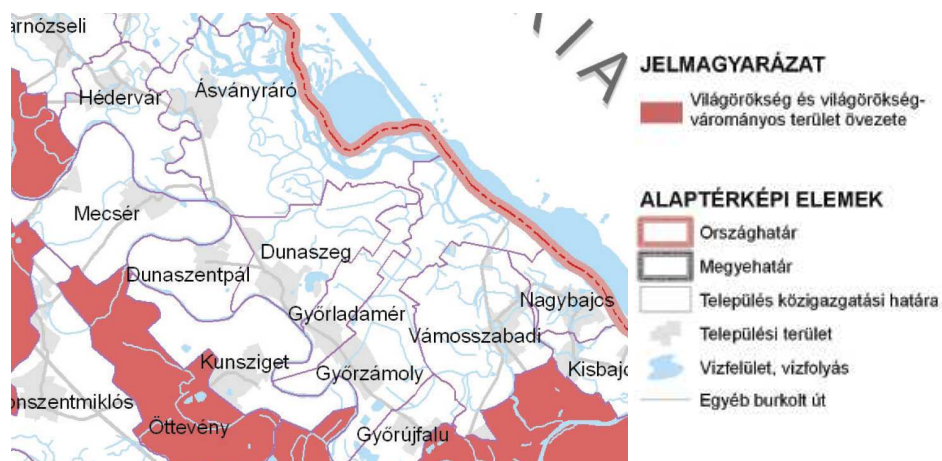 arnózseli
Hédervár
Ásványráró
Mecsér
Dunaszentpál
Dunaszeg
Győrladamér
Nagybajcs
Vámosszabadi
Kunsziget
Győrzámoly
Kisbajc
onszentmiklós
Öttevény
Győrújfalu
KIA
JELMAGYARÁZAT
Világörökség és világörökség-
várományos terület övezete
ALAPTÉRKÉPI ELEMEK
Országhatár
Megyehatár
Település közigazgatási határa
Települési terület
Vízfelület, vízfolyás
Egyéb burkolt út